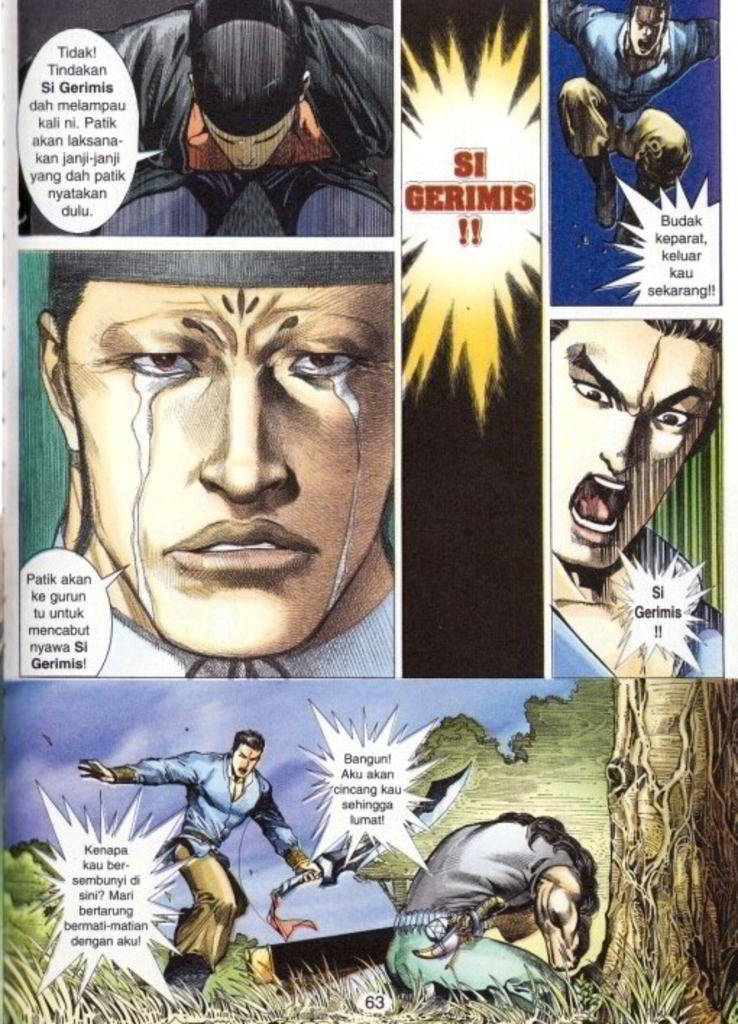 Tidak!
Tindakan
Si Gerimis
dah melampau
kali ni. Patik
akan laksana-
kan janji-janji
yang dah patik
nyatakan
dulu.
Patik akan
ke gurun
tu untuk
mencabut
nyawa Si
Gerimis!
SI
GERIMIS
!!
Budak
keparat,
keluar
kau
sekarang!!
Si
Gerimis
!!
Bangun!
Aku akan
cincang kau
sehingga
lumat!
Kenapa
kau ber-
sembunyi di
sini? Mari
bertarung
bermati-matian
dengan aku!
63